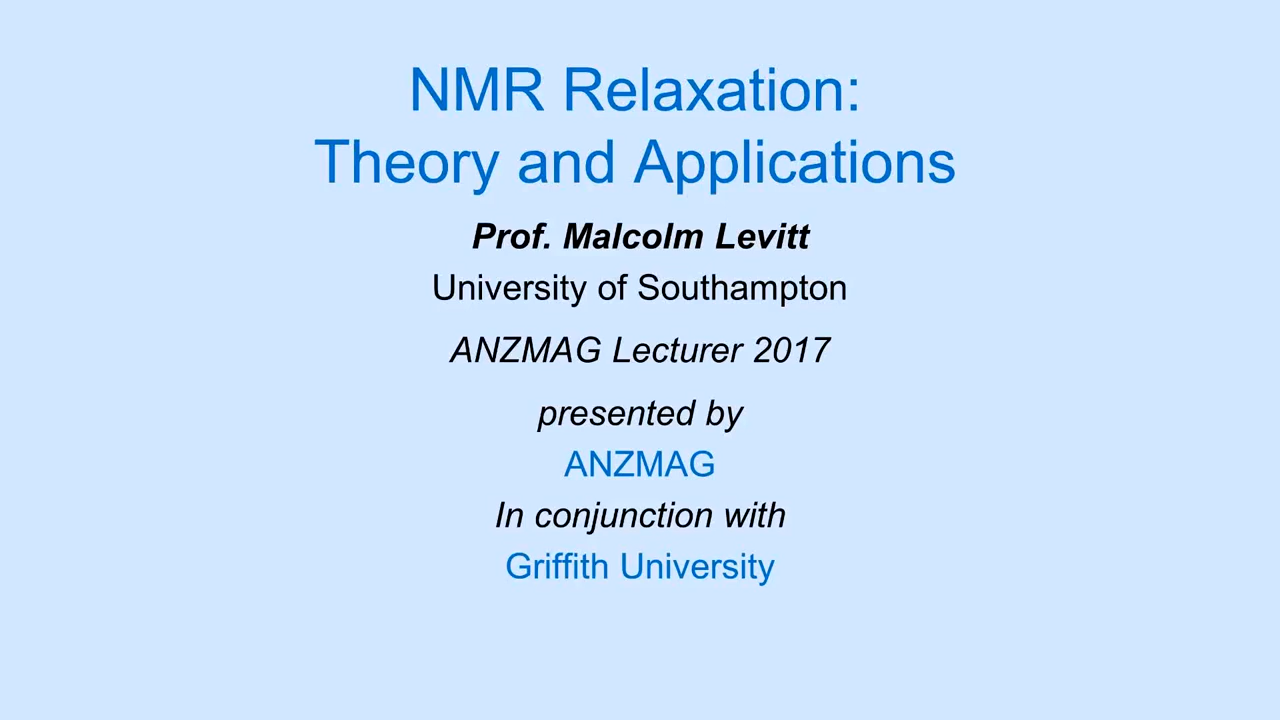 NMR Relaxation:
Theory and Applications
Prof. Malcolm Levitt
University of Southampton
ANZMAG Lecturer 2017
presented by
ANZMAG
In conjunction with
Griffith University